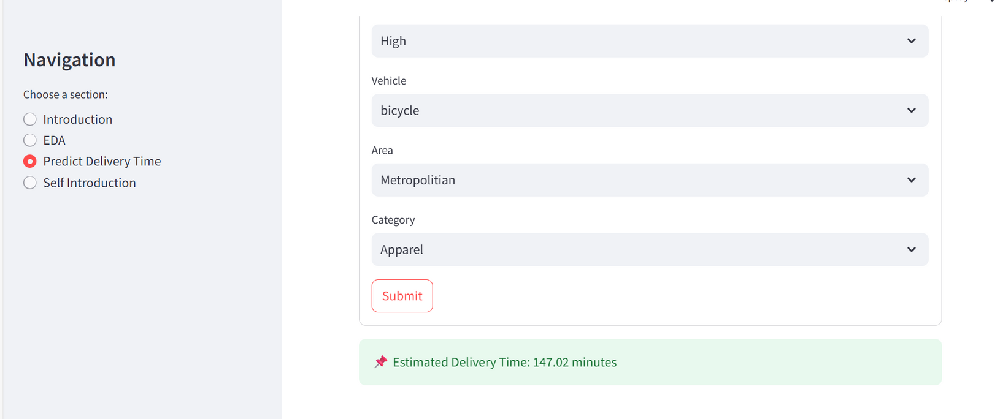 Navigation
Choose a section:
Introduction
EDA
Predict Delivery Time
Self Introduction
High
Vehicle
bicycle
Area
Metropolitian
Category
Apparel
Submit
📌 Estimated Delivery Time: 147.02 minutes